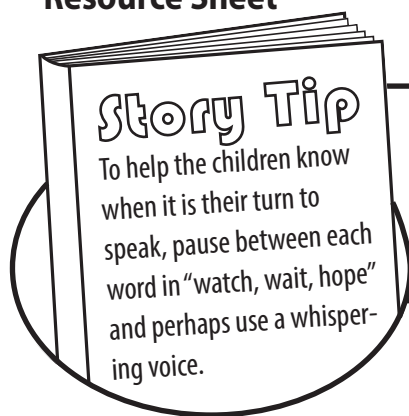 Resource Sheet
Story Tip
To help the children know
when it is their turn to
speak, pause between each
word in “watch, wait, hope”
and perhaps use a whisper-
ing voice.